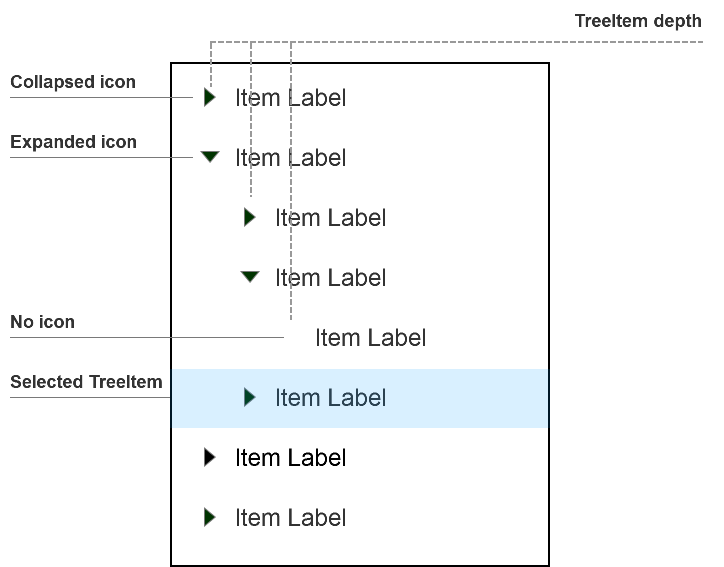 TreeItem depth
Collapsed icon
Item Label
Expanded icon
Item Label
Item Label
Item Label
No icon
Item Label
Selected TreeItem
Item Label
Item Label
Item Label